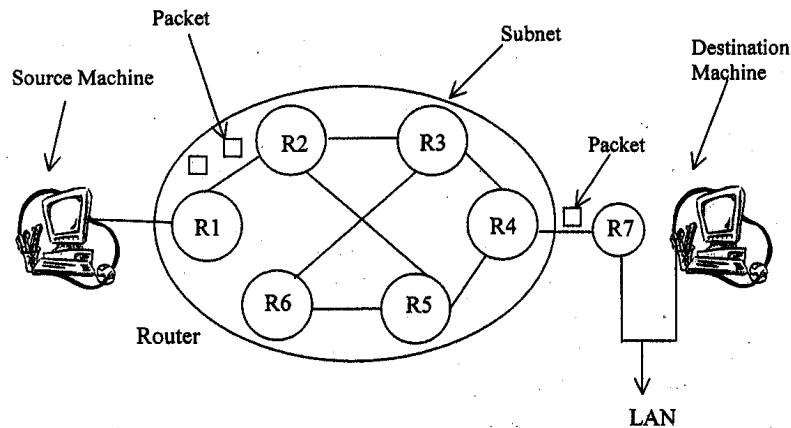 Packet
Subnet
Destination
Machine
Source Machine
Packet
R2
R3
R1
R4
R7
R6
R5
Router
LAN